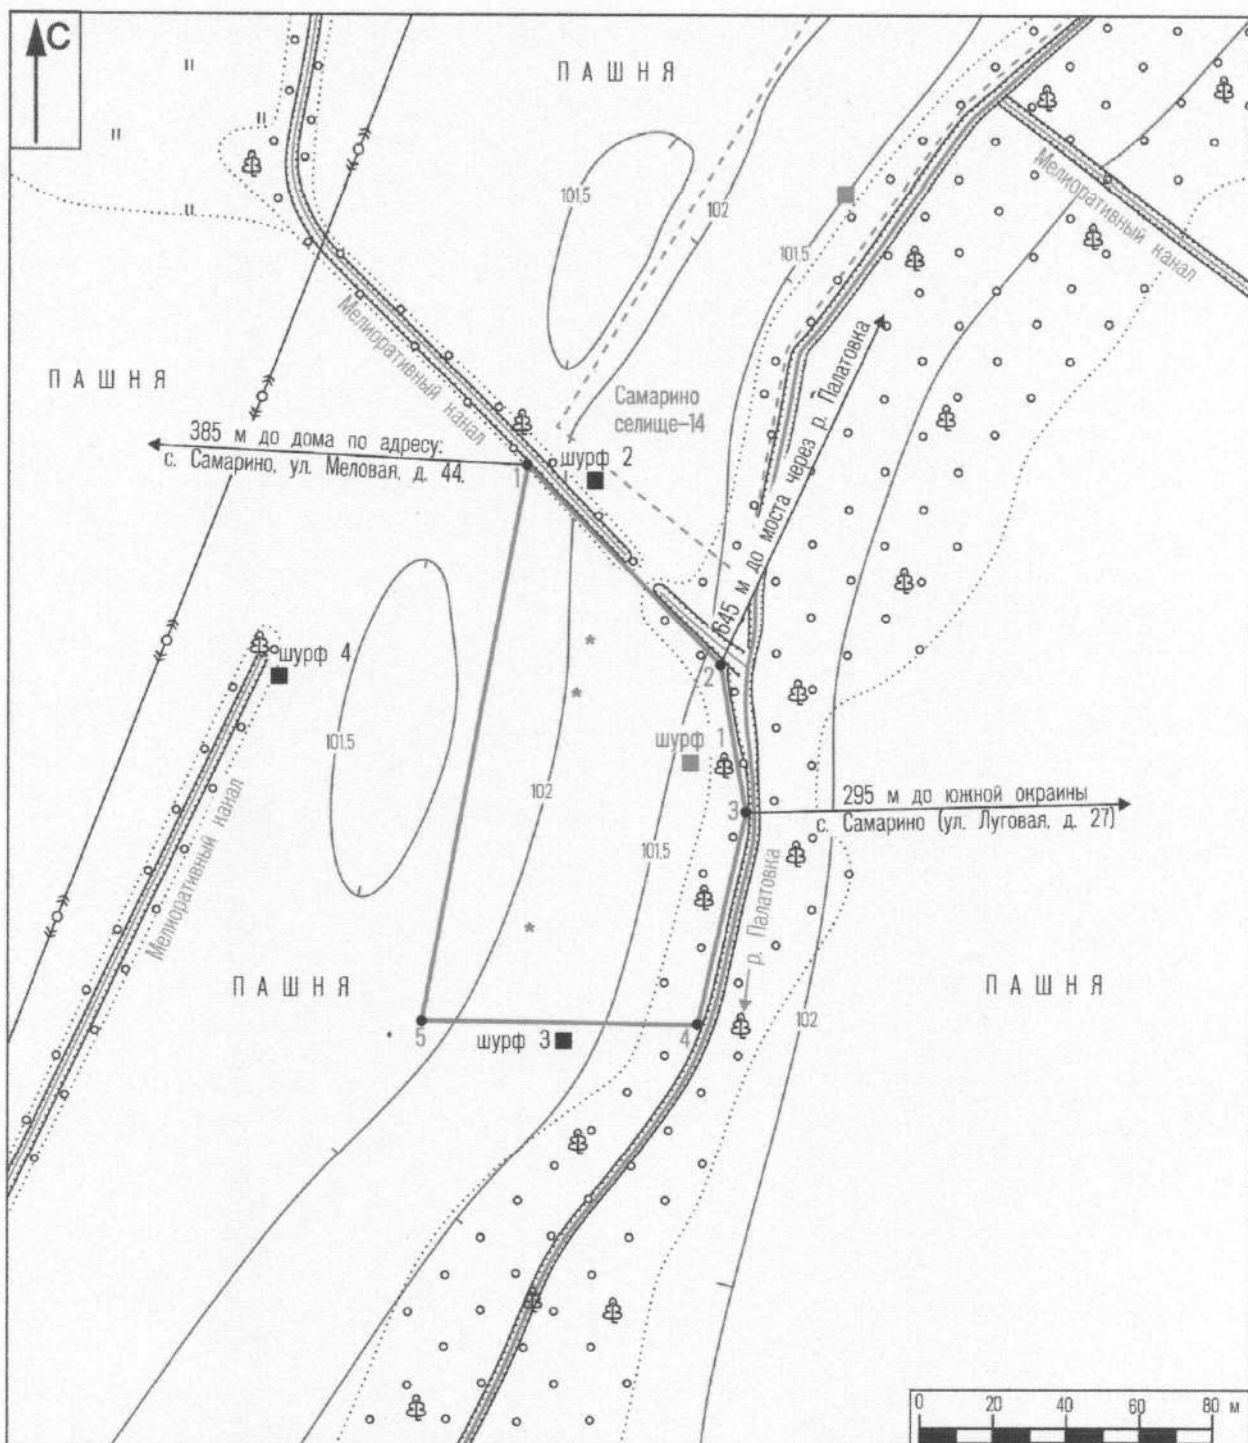 С
ПАШНЯ
101,5
102
Мелиоративный канал
101,5
Мелиоративный канал
ПАШНЯ
Самарино
селище-14
385 м до дома по адресу:
с. Самарино, ул. Меловая, д. 44.
1
шурф 2
645 м до моста через р. Палатовка
шурф 4
2
101,5
шурф 1
102
295 м до южной окраины
3
с. Самарино (ул. Луговая, д. 27)
101,5
Мелиоративный канал
р. Палатовка
ПАШНЯ
ПАШНЯ
102
5
шурф 3
4
0 20 40 60 80 м